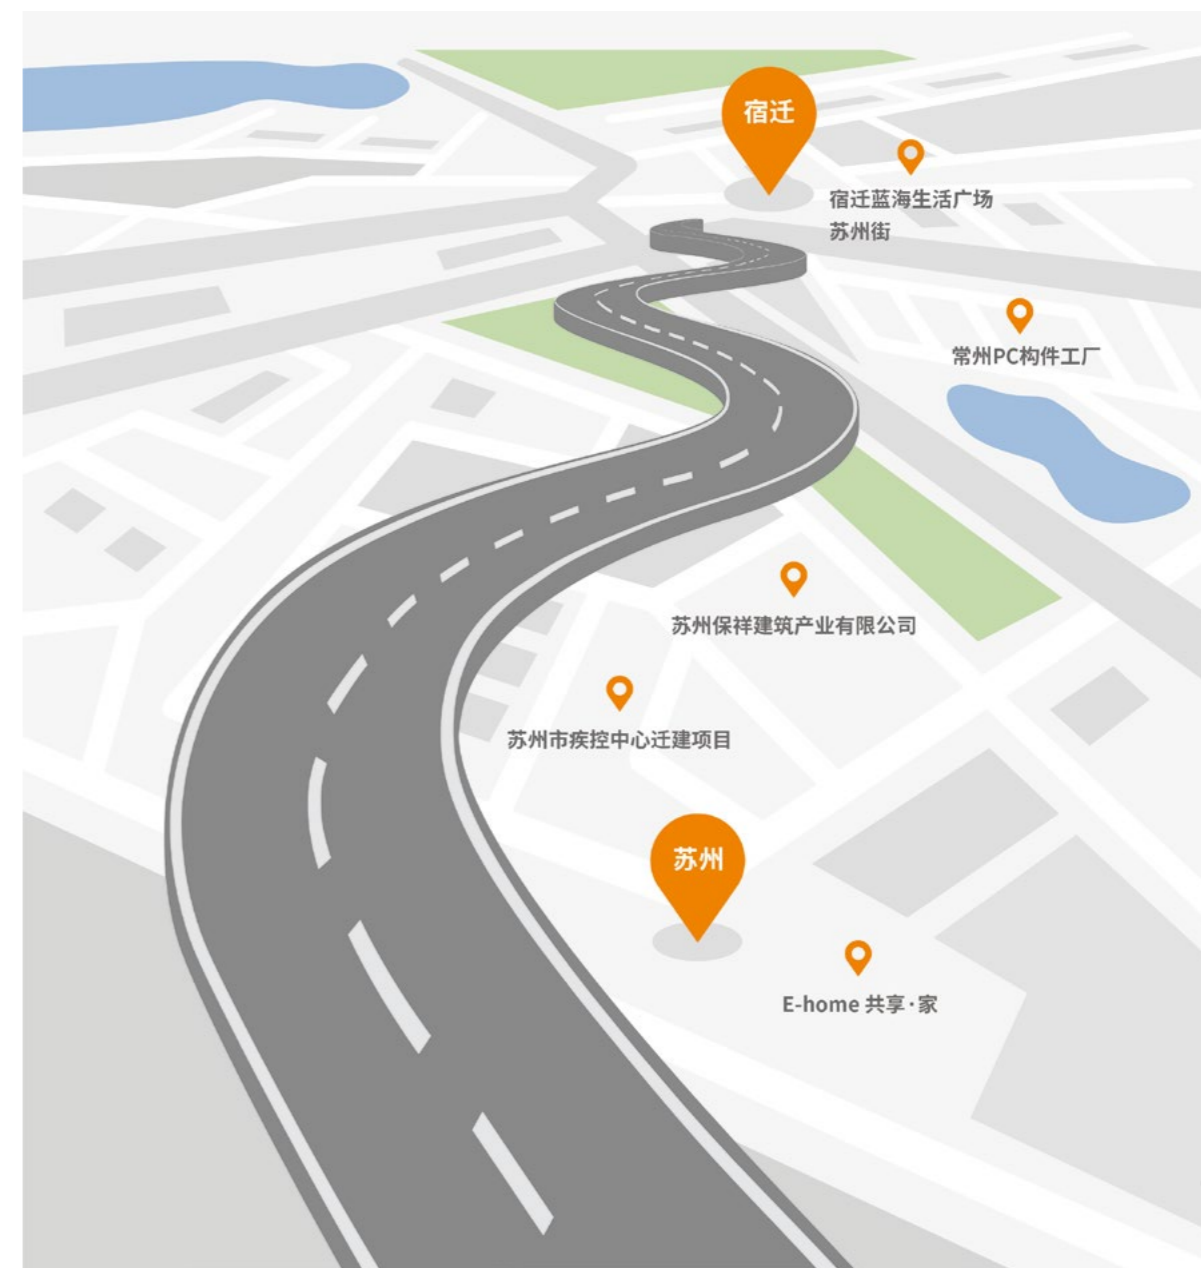 宿迁
宿迁蓝海生活广场
苏州街
常州PC构件工厂
苏州保祥建筑产业有限公司
苏州市疾控中心迁建项目
苏州
E-home 共享·家